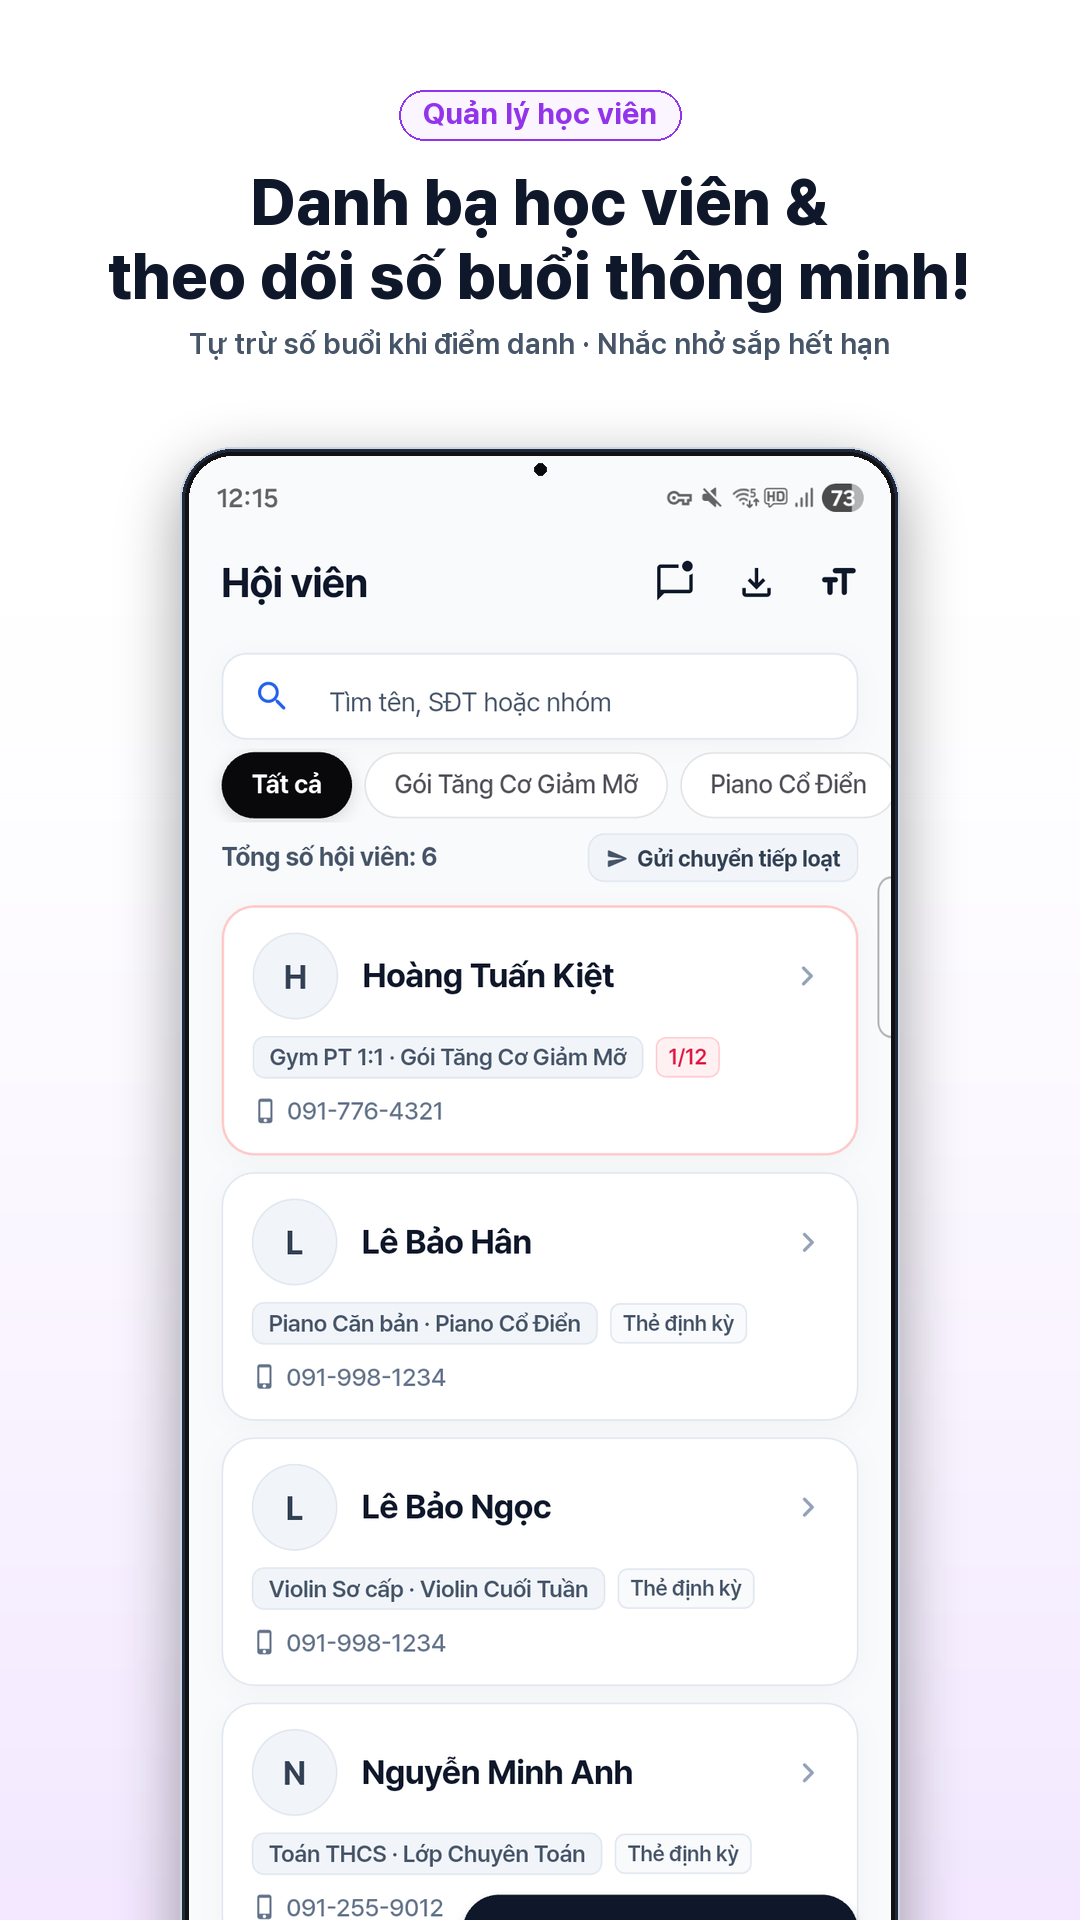 Quản lý học viên
Danh bạ học viên &
theo dõi số buổi thông minh!
Tự trừ số buổi khi điểm danh · Nhắc nhở sắp hết hạn
12:15
5 HD 73
Hội viên
Tìm tên, SĐT hoặc nhóm
Tất cả
Gói Tăng Cơ Giảm Mỡ
Piano Cổ Điển
Tổng số hội viên: 6
Gửi chuyển tiếp loạt
H
Hoàng Tuấn Kiệt
Gym PT 1:1 · Gói Tăng Cơ Giảm Mỡ
1/12
091-776-4321
L
Lê Bảo Hân
Piano Căn bản · Piano Cổ Điển
Thẻ định kỳ
091-998-1234
L
Lê Bảo Ngọc
Violin Sơ cấp · Violin Cuối Tuần
Thẻ định kỳ
091-998-1234
N
Nguyễn Minh Anh
Toán THCS · Lớp Chuyên Toán
Thẻ định kỳ
091-255-9012